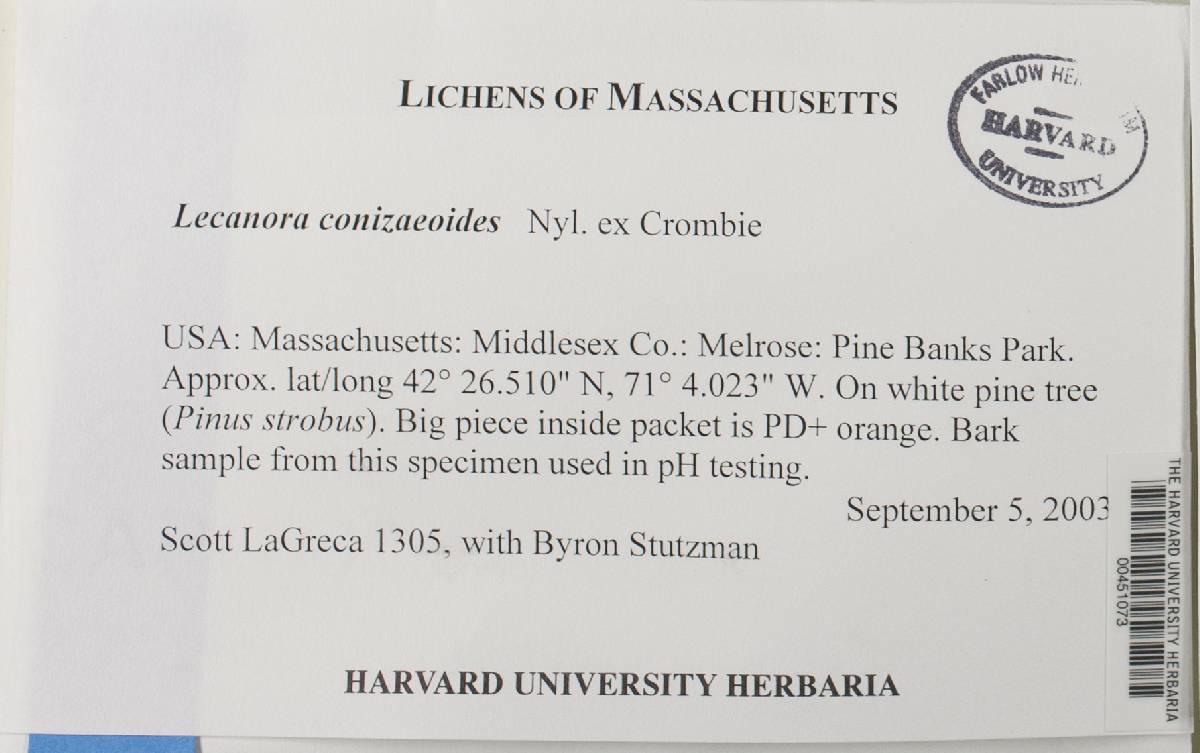 LICHENS OF MASSACHUSETTS
FARLOW
HARVARD
UNIVERSITY
Lecanora conizaeoides Nyl. ex Crombie
USA: Massachusetts: Middlesex Co.: Melrose: Pine Banks Park.
Approx. lat/long 42° 26.510" N, 71° 4.023" W. On white pine tree
(Pinus strobus). Big piece inside packet is PD+ orange. Bark
sample from this specimen used in pH testing.
September 5, 2003
Scott LaGreca 1305, with Byron Stutzman
HARVARD UNIVERSITY HERBARIA
THE HARVARD UNIVERSITY HERBARIA
00451073